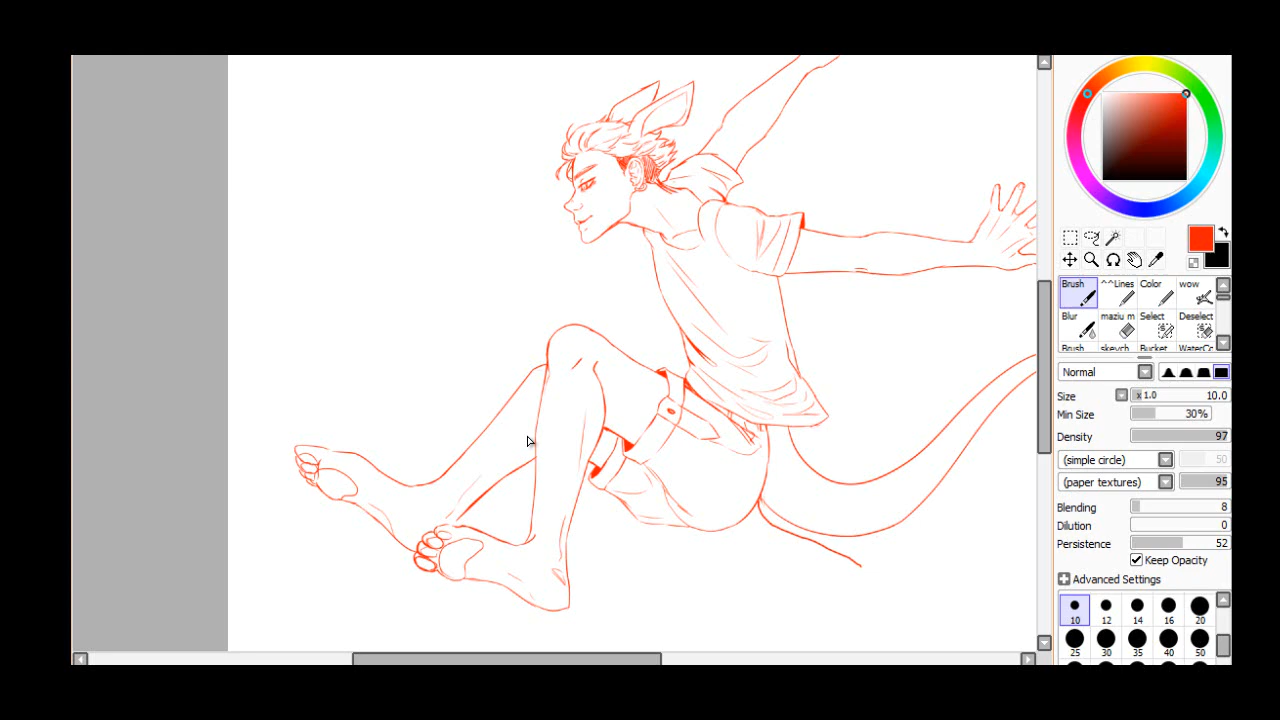 Brush ^^Lines Color wow
Blur maziu m Select Deselect
Brush skeych Bucket WaterCo
Normal
Size x 1.0 10.0
Min Size 30%
Density 97
(simple circle) 50
(paper textures) 95
Blending 8
Dilution 0
Persistence 52
Keep Opacity
Advanced Settings
10 12 14 16 20
25 30 35 40 50